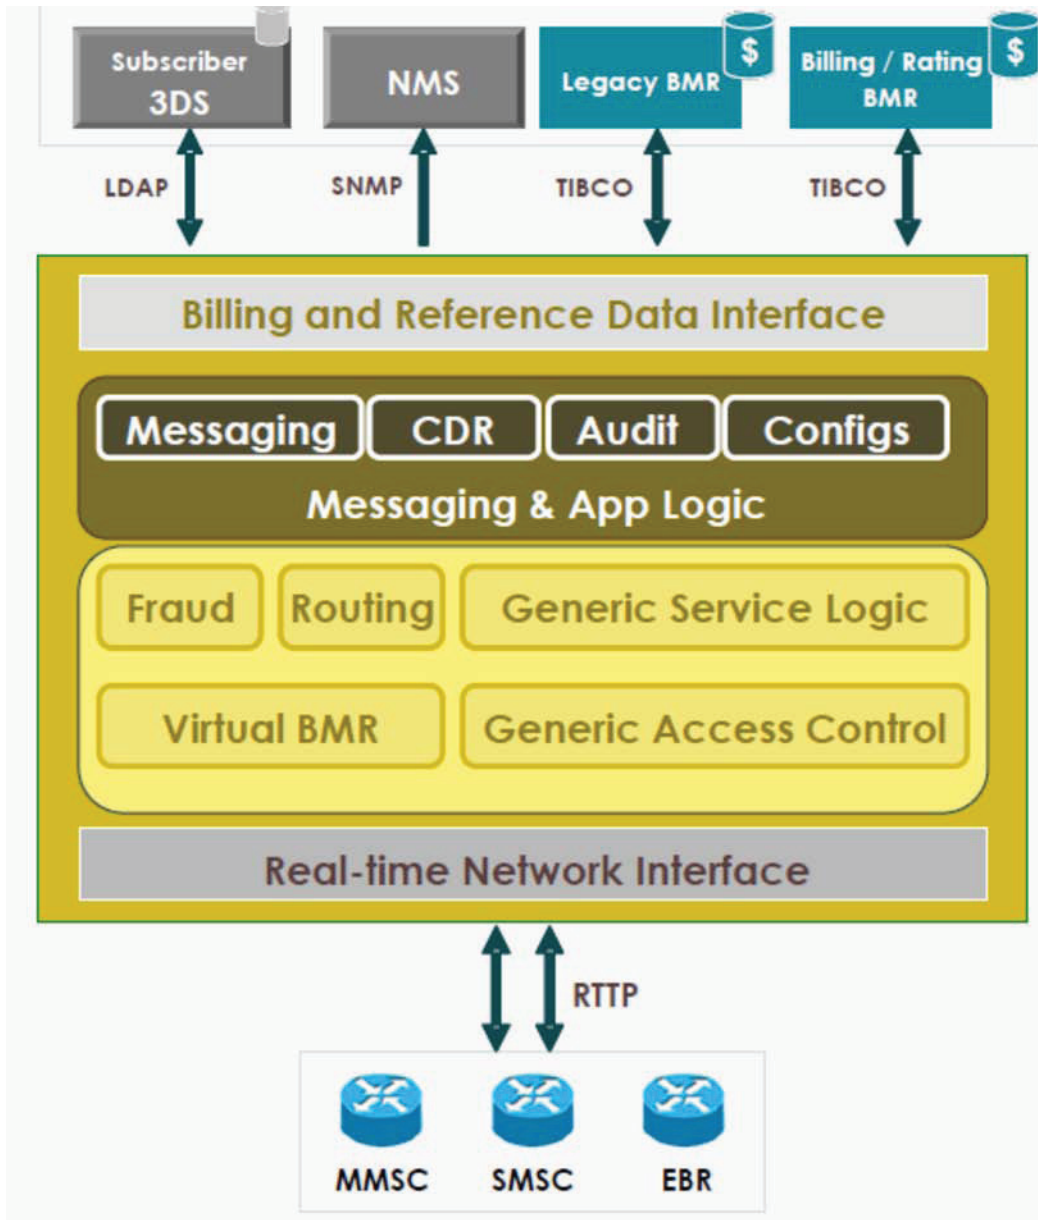 Subscriber
3DS
NMS
Legacy BMR
$
Billing / Rating
BMR
$
LDAP
SNMP
TIBCO
TIBCO
Billing and Reference Data Interface
Messaging
CDR
Audit
Configs
Messaging & App Logic
Fraud
Routing
Generic Service Logic
Virtual BMR
Generic Access Control
Real-time Network Interface
RTTP
MMSC
SMSC
EBR